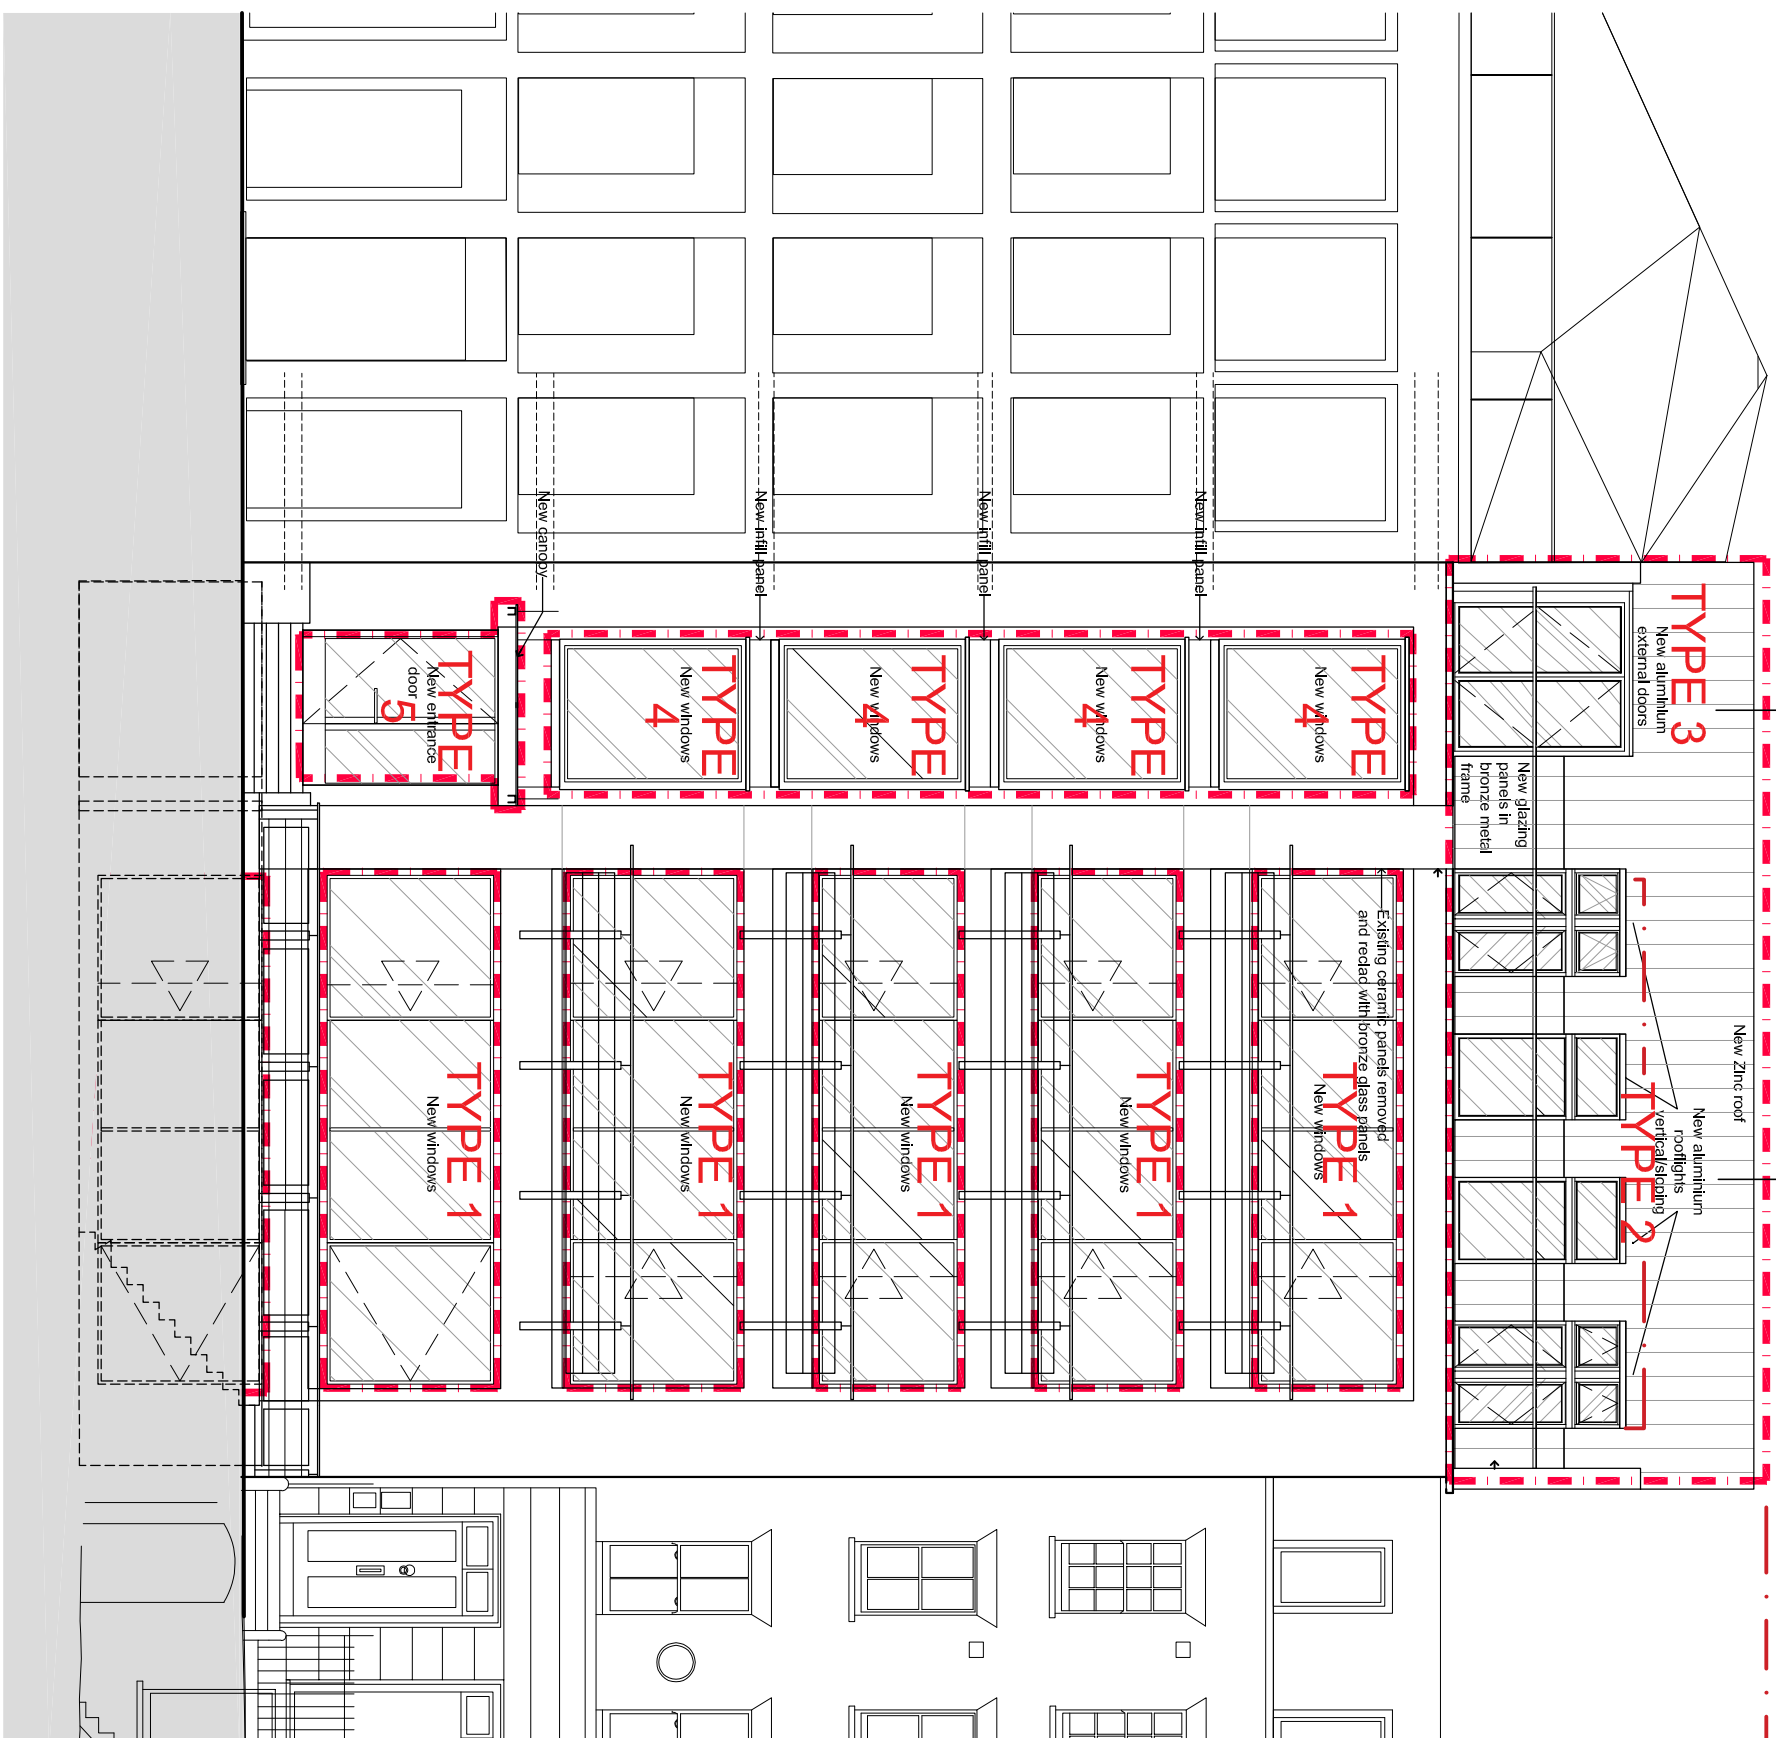 TYPE 3
New aluminium
external doors
New Zinc roof
New aluminium
rooflights
vertical/sloping
TYPE 2
New glazing
panels in
bronze metal
frame
Existing ceramic panels removed
and reclad with bronze glass panels
New infill panel
New infill panel
New infill panel
New canopy
TYPE
4
New windows
TYPE
4
New windows
TYPE
4
New windows
TYPE
4
New windows
TYPE
5
New entrance
door
TYPE 1
New windows
TYPE 1
New windows
TYPE 1
New windows
TYPE 1
New windows
TYPE 1
New windows